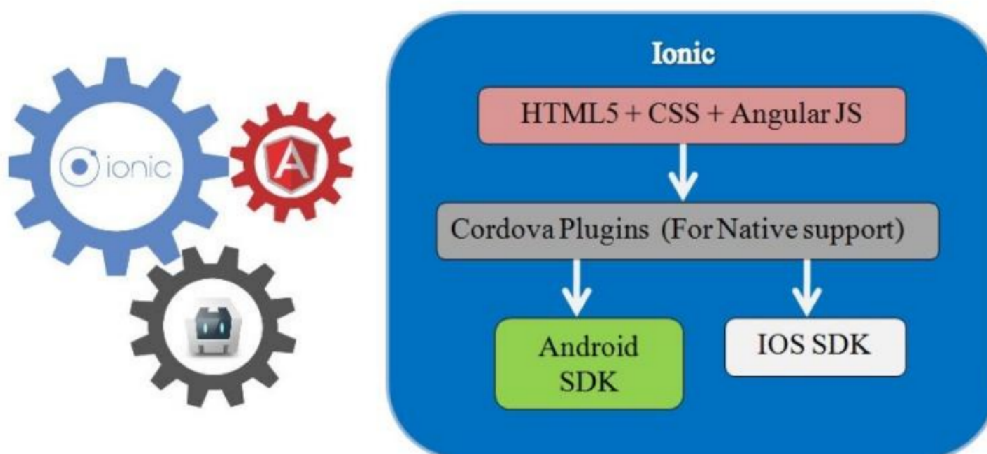 ionic
A
Ionic
HTML5 + CSS + Angular JS
Cordova Plugins (For Native support)
Android
SDK
IOS SDK